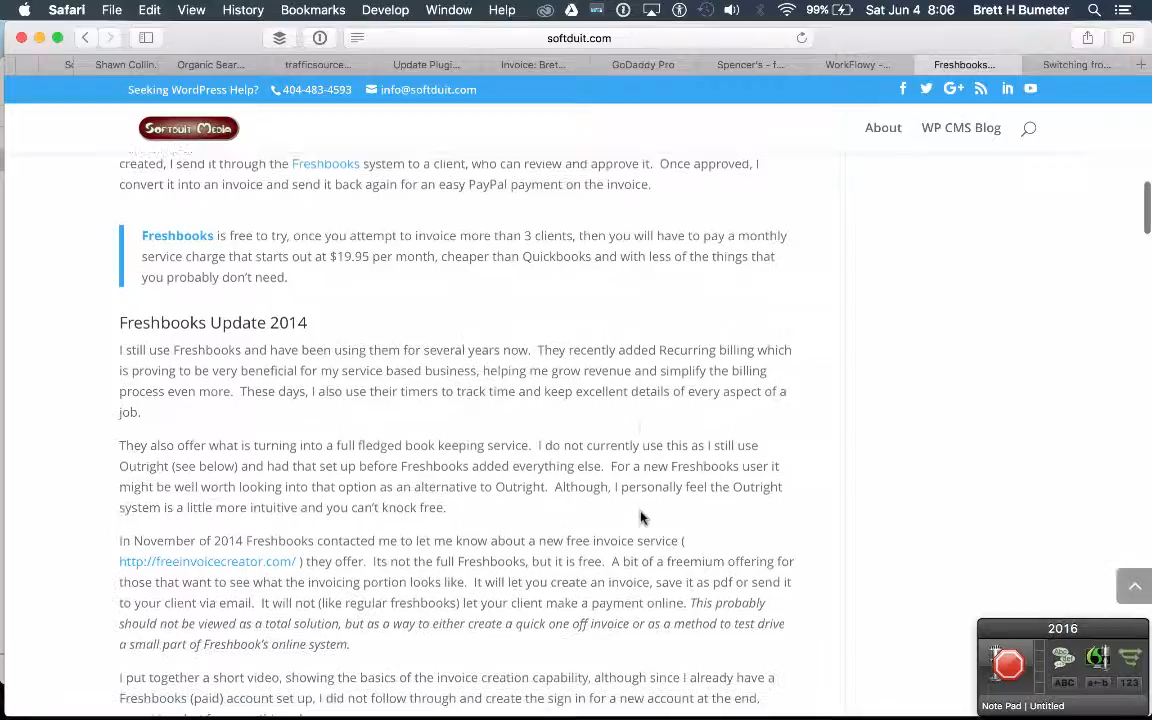 Safari File Edit View History Bookmarks Develop Window Help 99% Sat Jun 4 8:06 Brett H Bumeter
softduit.com
Sc Shawn Collin... Organic Sear... trafficsource... Update Plugi... Invoice: Bret... GoDaddy Pro Spencer's – f... WorkFlowy –... Freshbooks... Switching fro...
Seeking WordPress Help? 404-483-4593 info@softduit.com
Softduit Media About WP CMS Blog
created, I send it through the Freshbooks system to a client, who can review and approve it. Once approved, I
convert it into an invoice and send it back again for an easy PayPal payment on the invoice.
Freshbooks is free to try, once you attempt to invoice more than 3 clients, then you will have to pay a monthly
service charge that starts out at $19.95 per month, cheaper than Quickbooks and with less of the things that
you probably don't need.
Freshbooks Update 2014
I still use Freshbooks and have been using them for several years now. They recently added Recurring billing which
is proving to be very beneficial for my service based business, helping me grow revenue and simplify the billing
process even more. These days, I also use their timers to track time and keep excellent details of every aspect of a
job.
They also offer what is turning into a full fledged book keeping service. I do not currently use this as I still use
Outright (see below) and had that set up before Freshbooks added everything else. For a new Freshbooks user it
might be well worth looking into that option as an alternative to Outright. Although, I personally feel the Outright
system is a little more intuitive and you can't knock free.
In November of 2014 Freshbooks contacted me to let me know about a new free invoice service (
http://freeinvoicecreator.com/ ) they offer. Its not the full Freshbooks, but it is free. A bit of a freemium offering for
those that want to see what the invoicing portion looks like. It will let you create an invoice, save it as pdf or send it
to your client via email. It will not (like regular freshbooks) let your client make a payment online. This probably
should not be viewed as a total solution, but as a way to either create a quick one off invoice or as a method to test drive
a small part of Freshbook's online system.
I put together a short video, showing the basics of the invoice creation capability, although since I already have a
Freshbooks (paid) account set up, I did not follow through and create the sign in for a new account at the end,
2016
ABC a↔b 123
Note Pad | Untitled